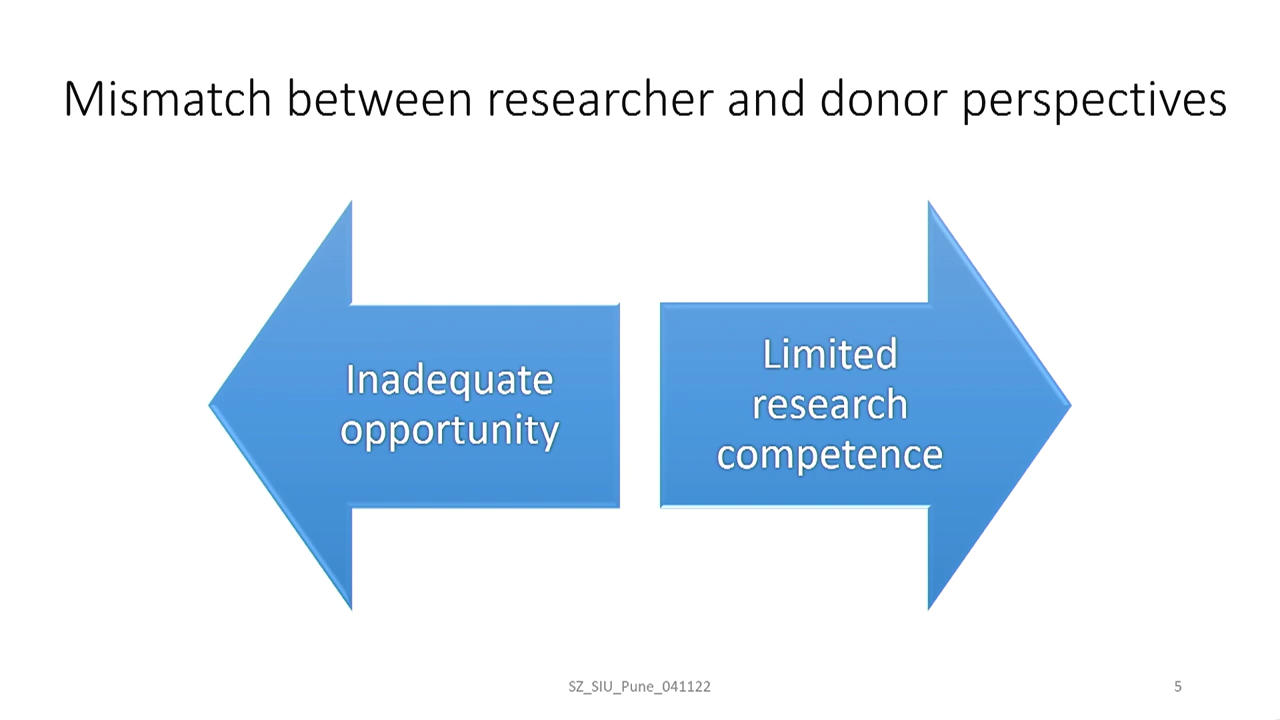 Mismatch between researcher and donor perspectives
Inadequate
opportunity
Limited
research
competence
SZ_SIU_Pune_041122
5